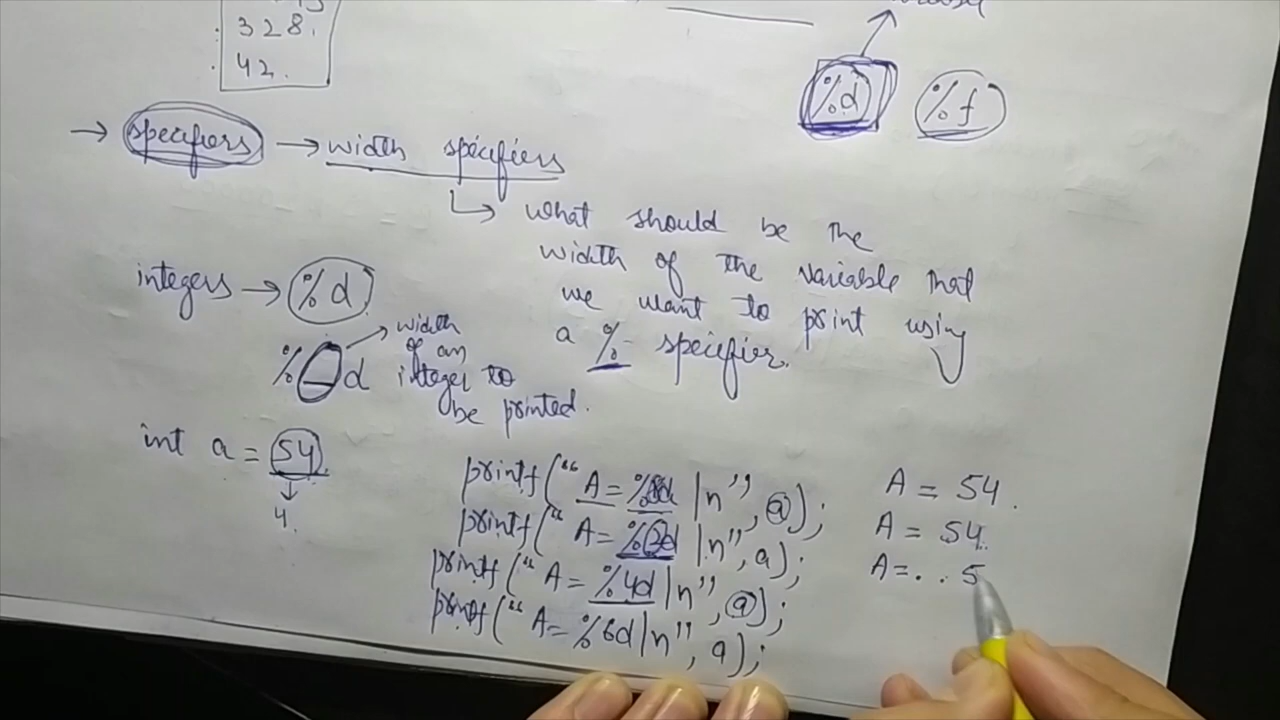 328.
42.
%d %f
→ specifiers → width specifiers
what should be the
width of the variable that
we want to print using
a % specifier.
integers → %d
% d
width
of an
integer to
be printed.
int a = 54
4.
printf("A= \n", a);
printf("A= %2d \n", a);
printf("A= %4d \n", a);
printf("A= %6d \n", a);
A = 54.
A = 54.
A = . . 5